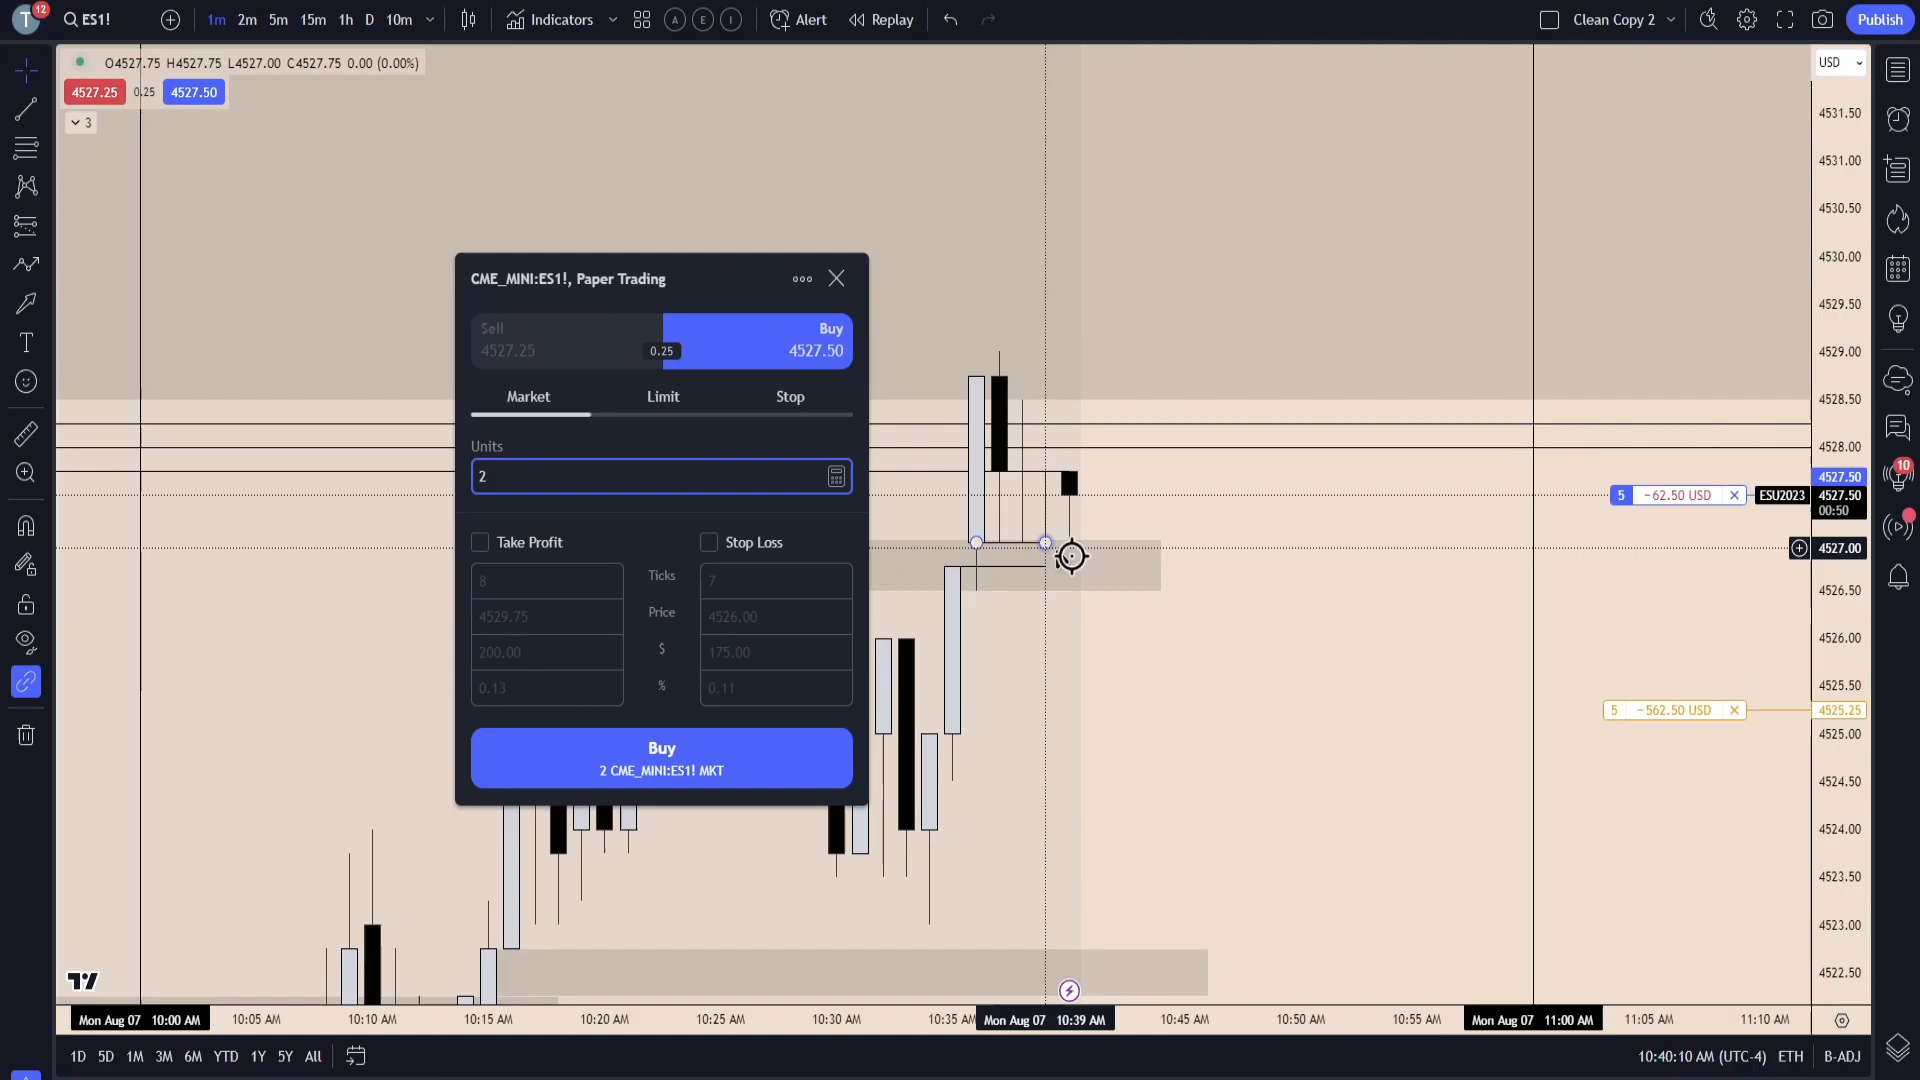 T
12
ES1!
1m
2m
5m
15m
1h
D
10m
Indicators
A
E
I
Alert
Replay
Clean Copy 2
Publish
O4527.75 H4527.75 L4527.00 C4527.75 0.00 (0.00%)
4527.25
0.25
4527.50
3
CME_MINI:ES1!, Paper Trading
Sell
4527.25
0.25
Buy
4527.50
Market
Limit
Stop
Units
2
Take Profit
Stop Loss
8
Ticks
7
4529.75
Price
4526.00
200.00
$
175.00
0.13
%
0.11
Buy
2 CME_MINI:ES1! MKT
USD
4531.50
4531.00
4530.50
4530.00
4529.50
4529.00
4528.50
4528.00
4527.50
5
−62.50 USD
ESU2023
4527.50
00:50
4527.00
4526.50
4526.00
4525.50
5
−562.50 USD
4525.25
4525.00
4524.50
4524.00
4523.50
4523.00
4522.50
10
Mon Aug 07 10:00 AM
10:05 AM
10:10 AM
10:15 AM
10:20 AM
10:25 AM
10:30 AM
10:35 AM
Mon Aug 07 10:39 AM
10:45 AM
10:50 AM
10:55 AM
Mon Aug 07 11:00 AM
11:05 AM
11:10 AM
1D
5D
1M
3M
6M
YTD
1Y
5Y
All
10:40:10 AM (UTC-4)
ETH
B-ADJ